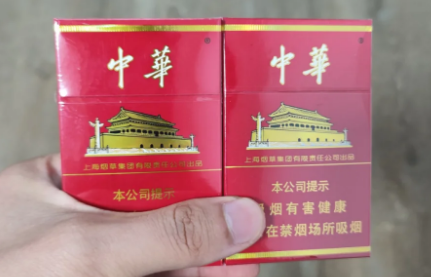 中華
上海烟草集团有限责任公司出品
本公司提示
中華
上海烟草集团有限责任公司出品
本公司提示
烟有害健康
在禁烟场所吸烟